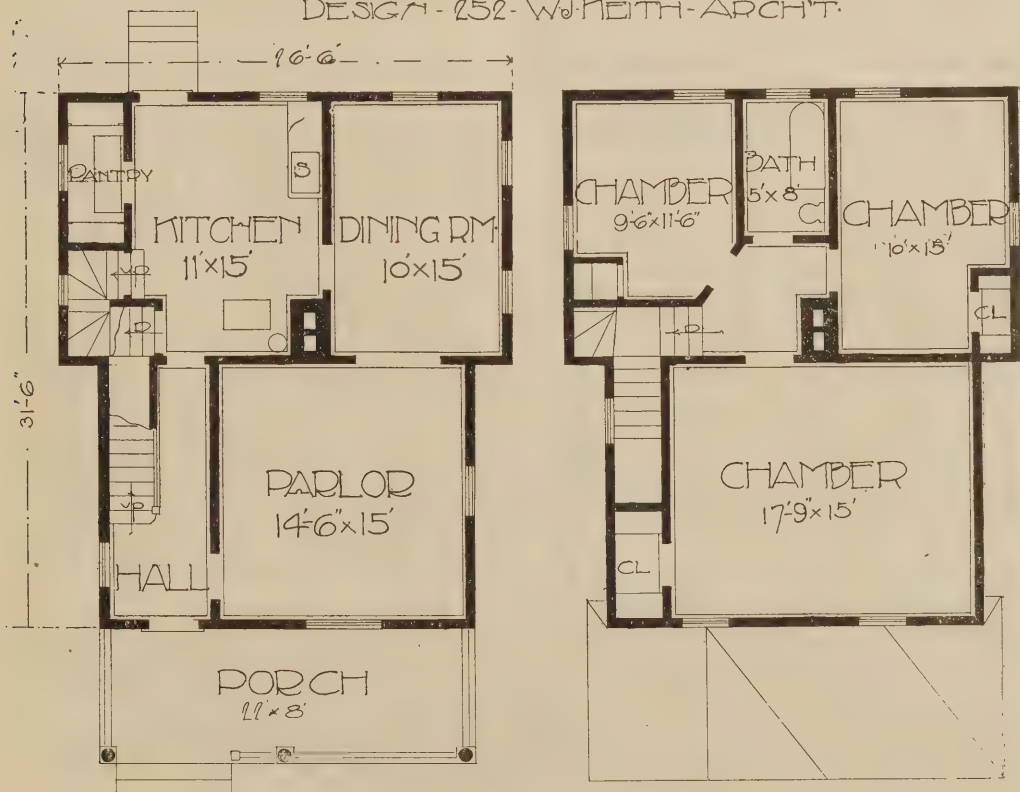 DESIGN - 252 - W.J. KEITH - ARCH'T.
26'-6"
31'-6"
PANTRY
KITCHEN
11'x15'
S
DINING RM.
10'x15'
UP
D
UP
HALL
PARLOR
14'-6"x15'
PORCH
22'x8'
CHAMBER
9'-6"x11'-6"
BATH
5'x8'
CHAMBER
10'x15'
CL
D
CHAMBER
17'-9"x15'
CL